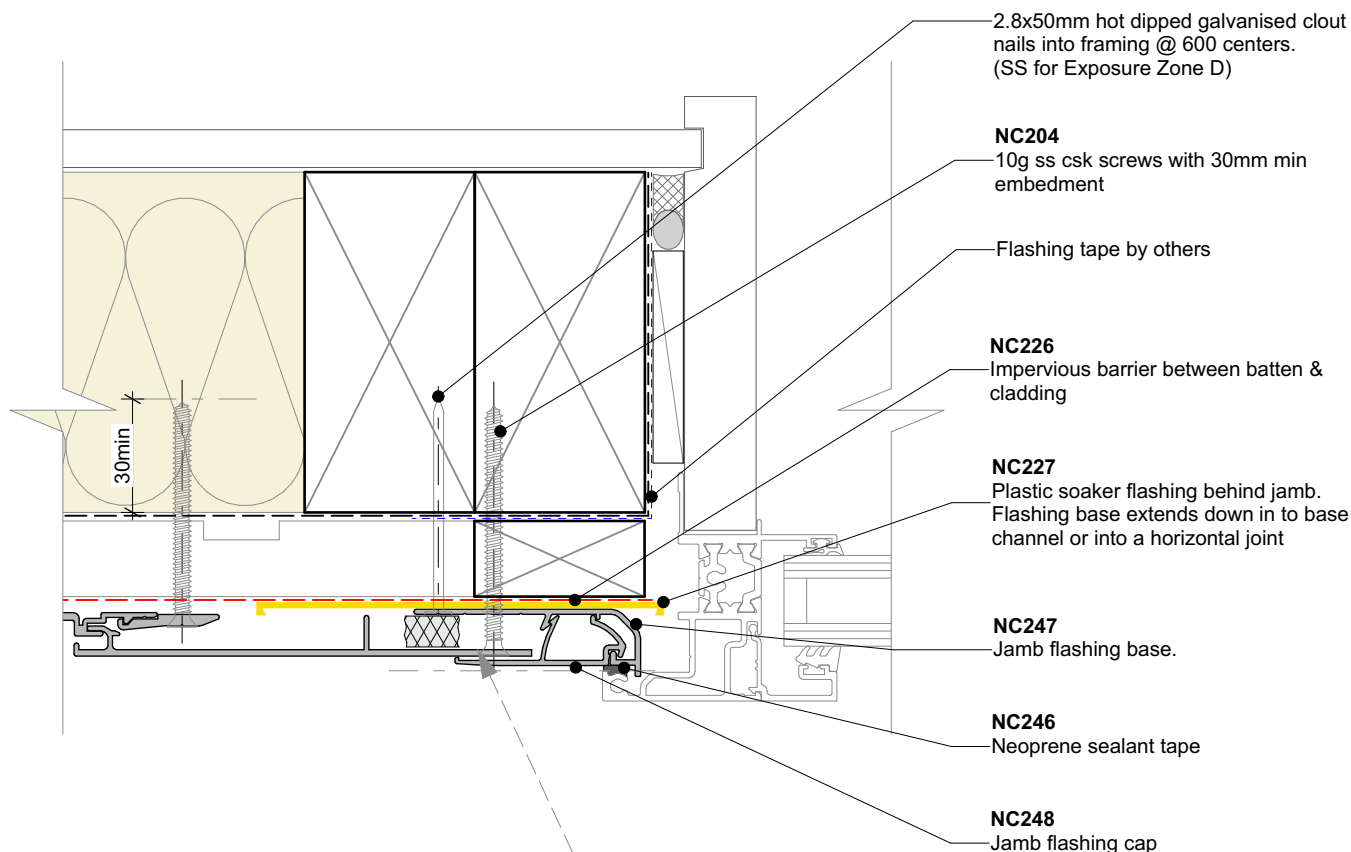 2.8x50mm hot dipped galvanised clout
nails into framing @ 600 centers.
(SS for Exposure Zone D)
NC204
10g ss csk screws with 30mm min
embedment
Flashing tape by others
NC226
Impervious barrier between batten &
cladding
30min
NC227
Plastic soaker flashing behind jamb.
Flashing base extends down in to base
channel or into a horizontal joint
NC247
Jamb flashing base.
NC246
Neoprene sealant tape
NC248
Jamb flashing cap